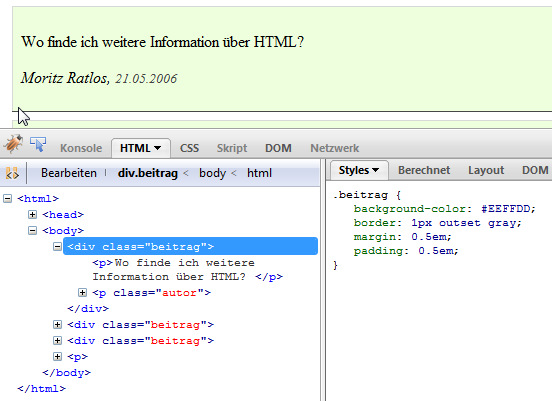 Wo finde ich weitere Information über HTML?
Moritz Ratlos, 21.05.2006
Konsole HTML CSS Skript DOM Netzwerk
Bearbeiten div.beitrag < body < html
<html>
<head>
<body>
<div class="beitrag">
<p>Wo finde ich weitere
Information über HTML? </p>
<p class="autor">
</div>
<div class="beitrag">
<div class="beitrag">
<p>
</body>
</html>
Styles Berechnet Layout DOM
.beitrag {
background-color: #EEFFDD;
border: 1px outset gray;
margin: 0.5em;
padding: 0.5em;
}